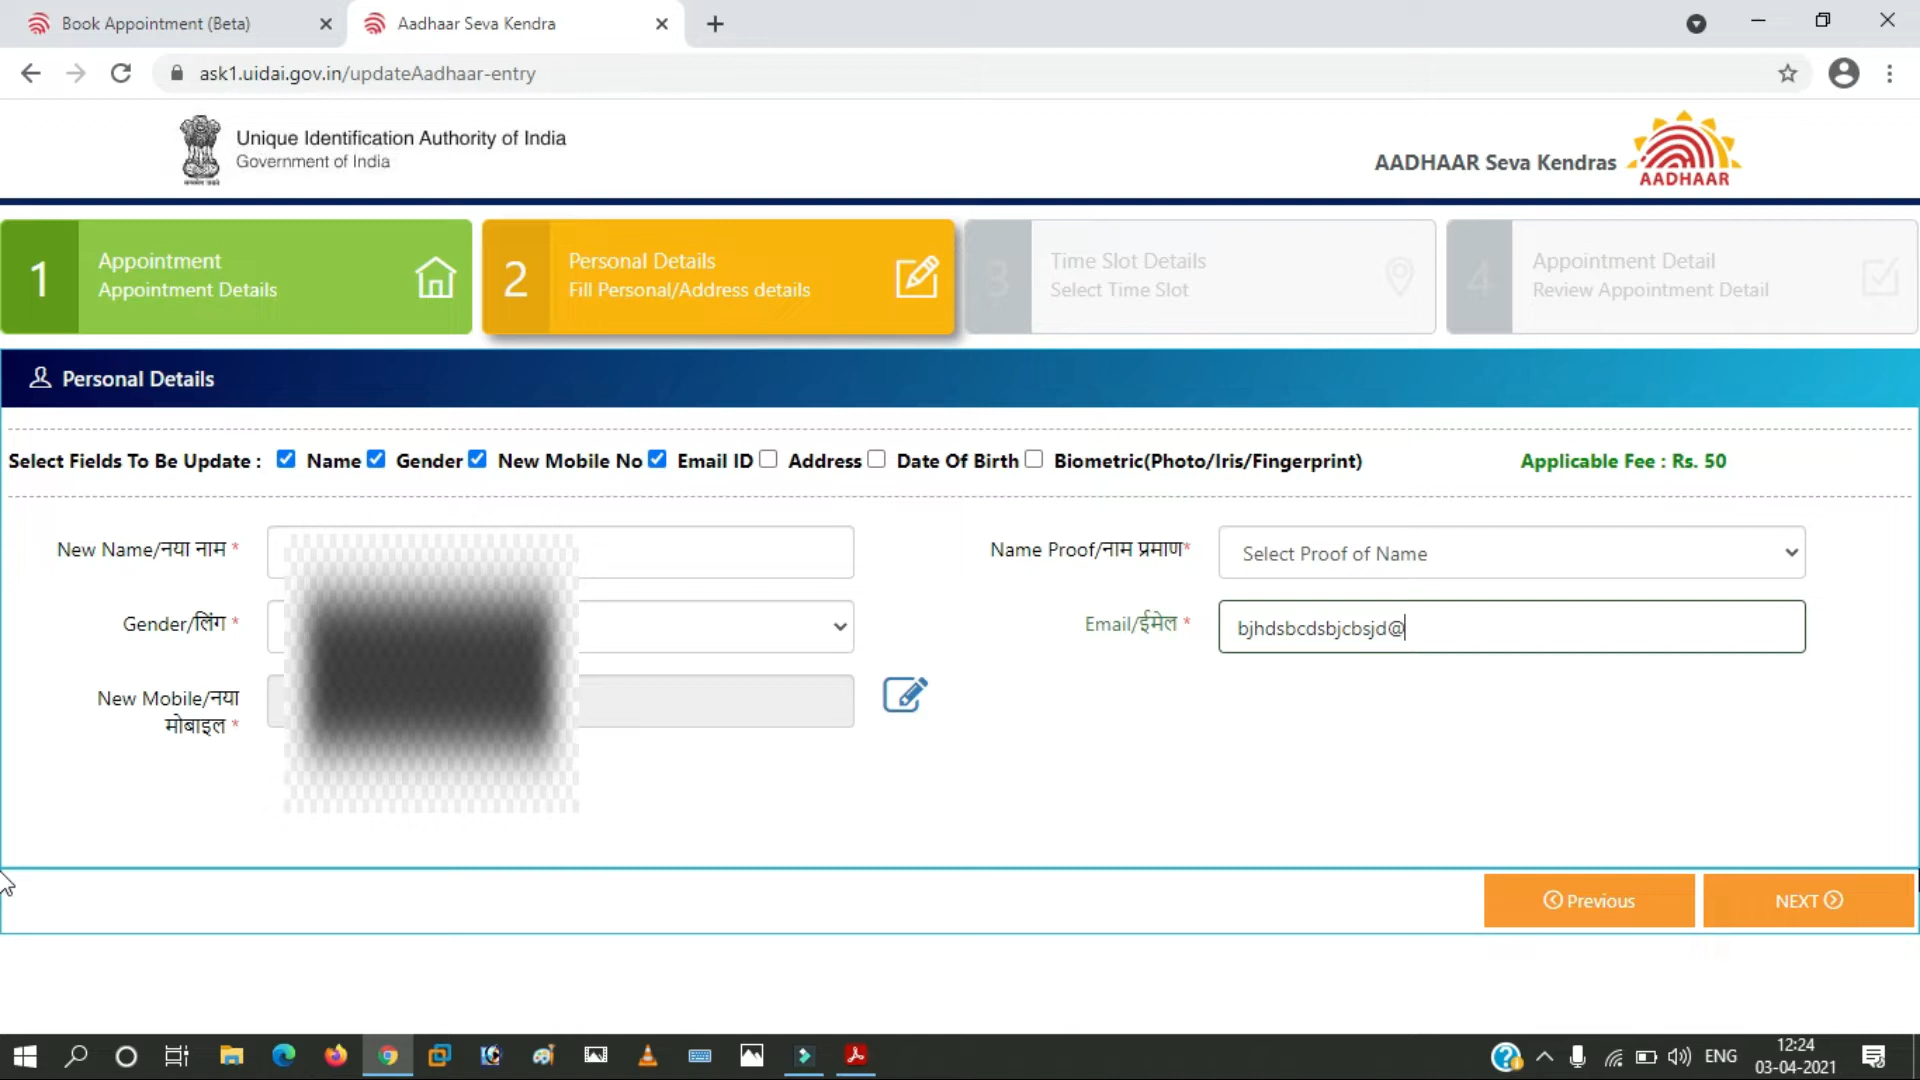 Book Appointment (Beta)
Aadhaar Seva Kendra
ask1.uidai.gov.in/updateAadhaar-entry
Unique Identification Authority of India
Government of India
AADHAAR Seva Kendras
AADHAAR
1
Appointment
Appointment Details
2
Personal Details
Fill Personal/Address details
3
Time Slot Details
Select Time Slot
4
Appointment Detail
Review Appointment Detail
Personal Details
Select Fields To Be Update : Name Gender New Mobile No Email ID Address Date Of Birth Biometric(Photo/Iris/Fingerprint) Applicable Fee : Rs. 50
New Name/नया नाम *
Name Proof/नाम प्रमाण*
Select Proof of Name
Gender/लिंग *
Email/ईमेल *
bjhdsbcdsbjcbsjd@
New Mobile/नया
मोबाइल *
Previous
NEXT
ENG
12:24
03-04-2021